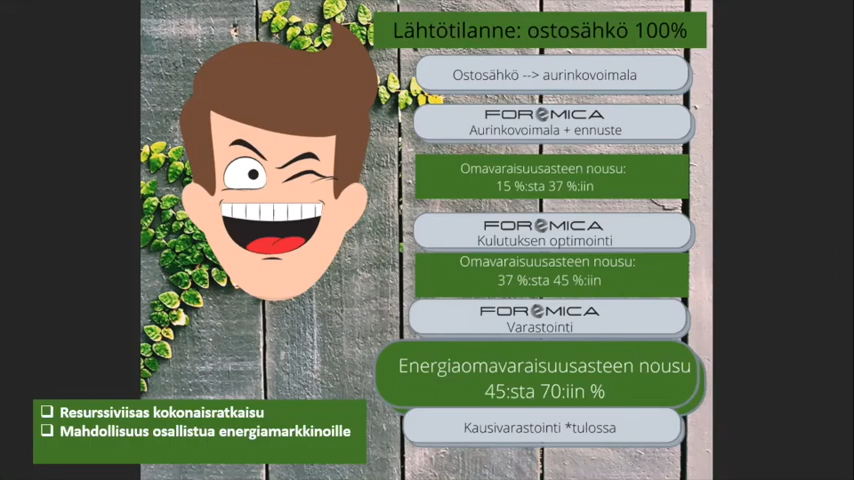 Lähtötilanne: ostosähkö 100%
Ostosähkö --> aurinkovoimala
FOREMICA
Aurinkovoimala + ennuste
Omavaraisuusasteen nousu:
15 %:sta 37 %:iin
FOREMICA
Kulutuksen optimointi
Omavaraisuusasteen nousu:
37 %:sta 45 %:iin
FOREMICA
Varastointi
Energiaomavaraisuusasteen nousu
45:sta 70:iin %
Kausivarastointi *tulossa
Resurssiviisas kokonaisratkaisu
Mahdollisuus osallistua energiamarkkinoille